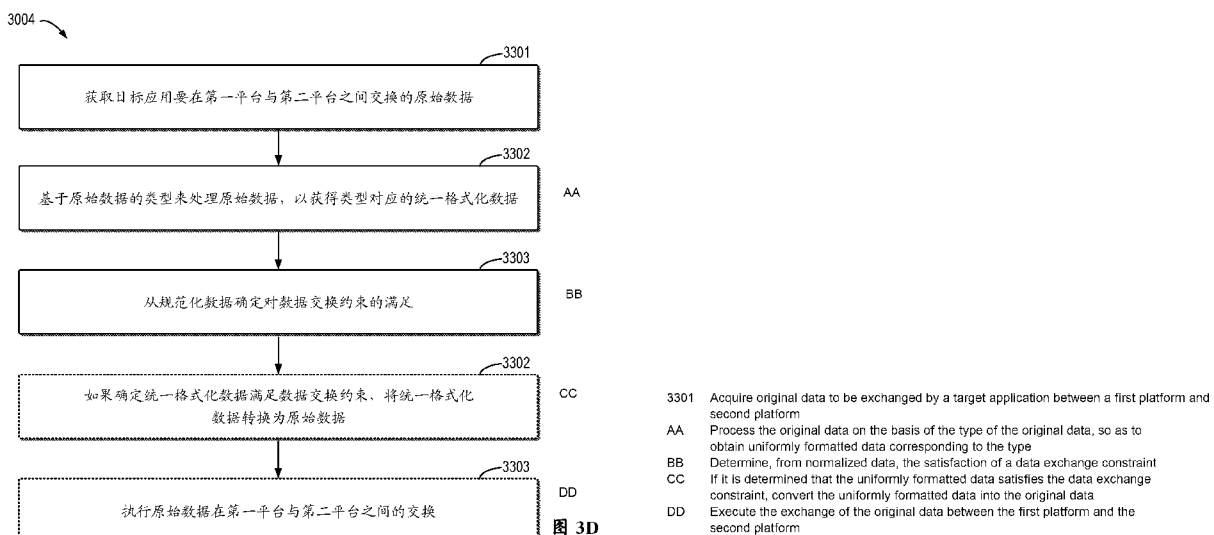 3004
3301
获取目标应用要在第一平台与第二平台之间交换的原始数据
3302
基于原始数据的类型来处理原始数据，以获得类型对应的统一格式化数据
AA
3303
从规范化数据确定对数据交换约束的满足
BB
3302
如果确定统一格式化数据满足数据交换约束、将统一格式化
数据转换为原始数据
CC
3303
执行原始数据在第一平台与第二平台之间的交换
DD
图 3D
3301 Acquire original data to be exchanged by a target application between a first platform and
second platform
AA Process the original data on the basis of the type of the original data, so as to
obtain uniformly formatted data corresponding to the type
BB Determine, from normalized data, the satisfaction of a data exchange constraint
CC If it is determined that the uniformly formatted data satisfies the data exchange
constraint, convert the uniformly formatted data into the original data
DD Execute the exchange of the original data between the first platform and the
second platform